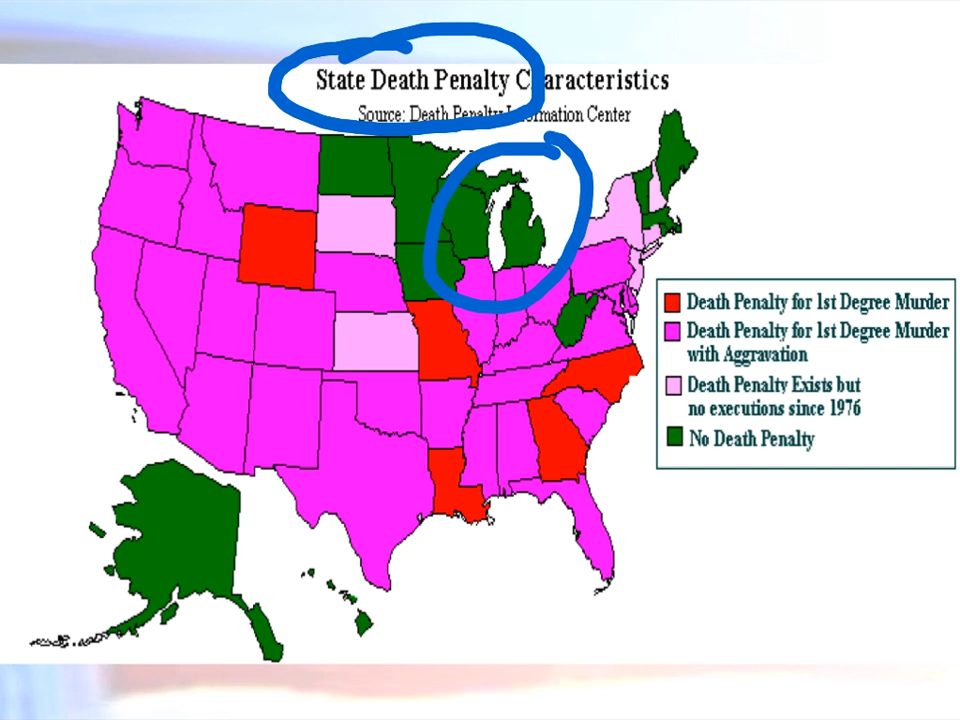 State Death Penalty Characteristics
Source: Death Penalty Information Center
Death Penalty for 1st Degree Murder
Death Penalty for 1st Degree Murder
with Aggravation
Death Penalty Exists but
no executions since 1976
No Death Penalty